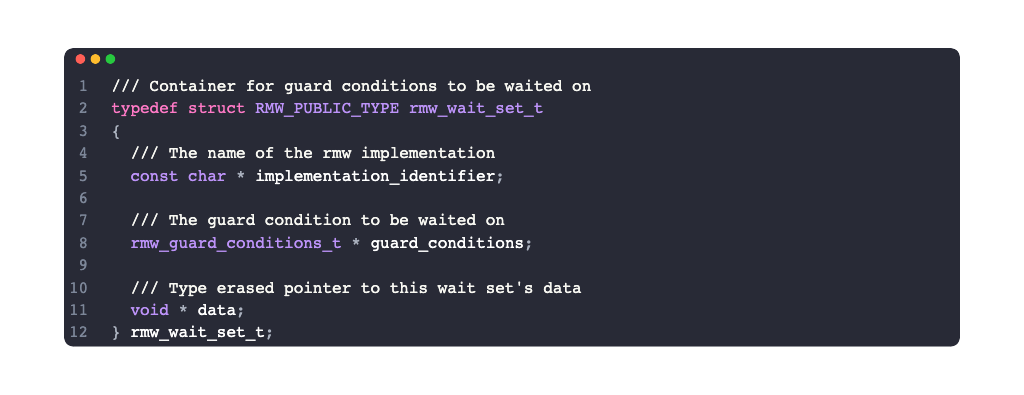 1 /// Container for guard conditions to be waited on
2 typedef struct RMW_PUBLIC_TYPE rmw_wait_set_t
3 {
4   /// The name of the rmw implementation
5   const char * implementation_identifier;
6
7   /// The guard condition to be waited on
8   rmw_guard_conditions_t * guard_conditions;
9
10   /// Type erased pointer to this wait set's data
11   void * data;
12 } rmw_wait_set_t;